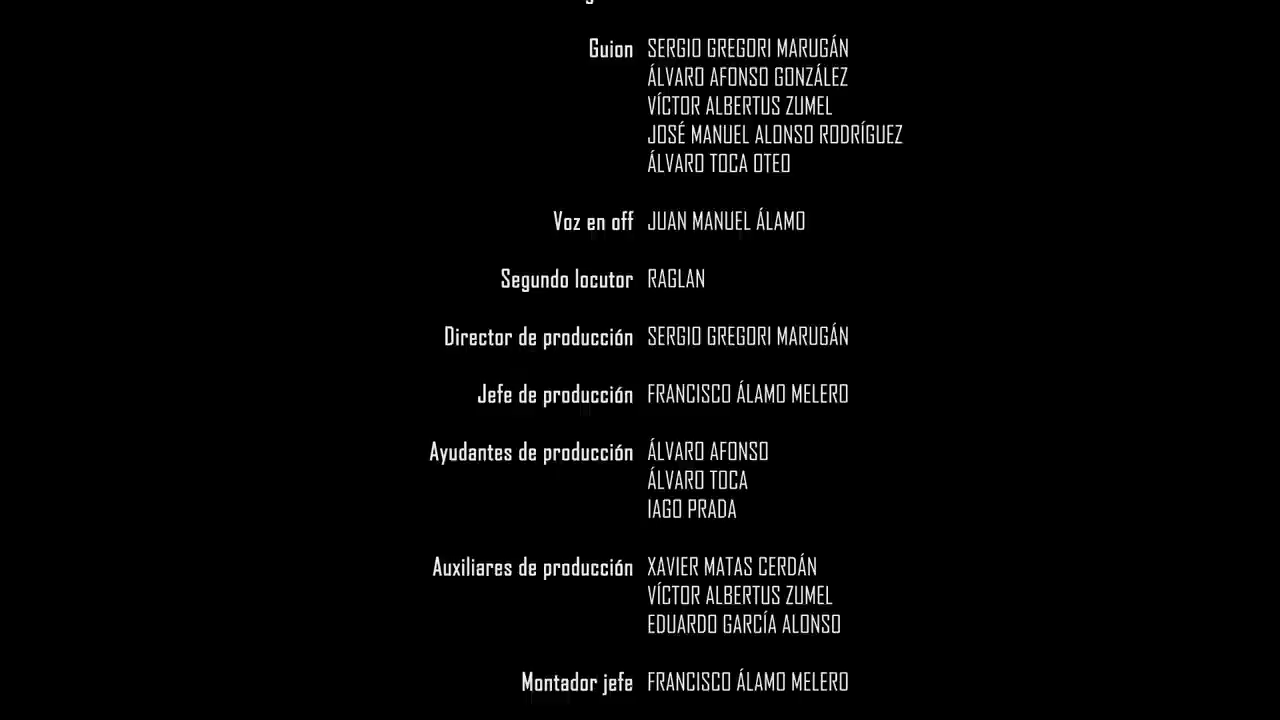 Guion SERGIO GREGORI MARUGÁN
ÁLVARO AFONSO GONZÁLEZ
VÍCTOR ALBERTUS ZUMEL
JOSÉ MANUEL ALONSO RODRÍGUEZ
ÁLVARO TOCA OTEO
Voz en off JUAN MANUEL ÁLAMO
Segundo locutor RAGLAN
Director de producción SERGIO GREGORI MARUGÁN
Jefe de producción FRANCISCO ÁLAMO MELERO
Ayudantes de producción ÁLVARO AFONSO
ÁLVARO TOCA
IAGO PRADA
Auxiliares de producción XAVIER MATAS CERDÁN
VÍCTOR ALBERTUS ZUMEL
EDUARDO GARCÍA ALONSO
Montador jefe FRANCISCO ÁLAMO MELERO